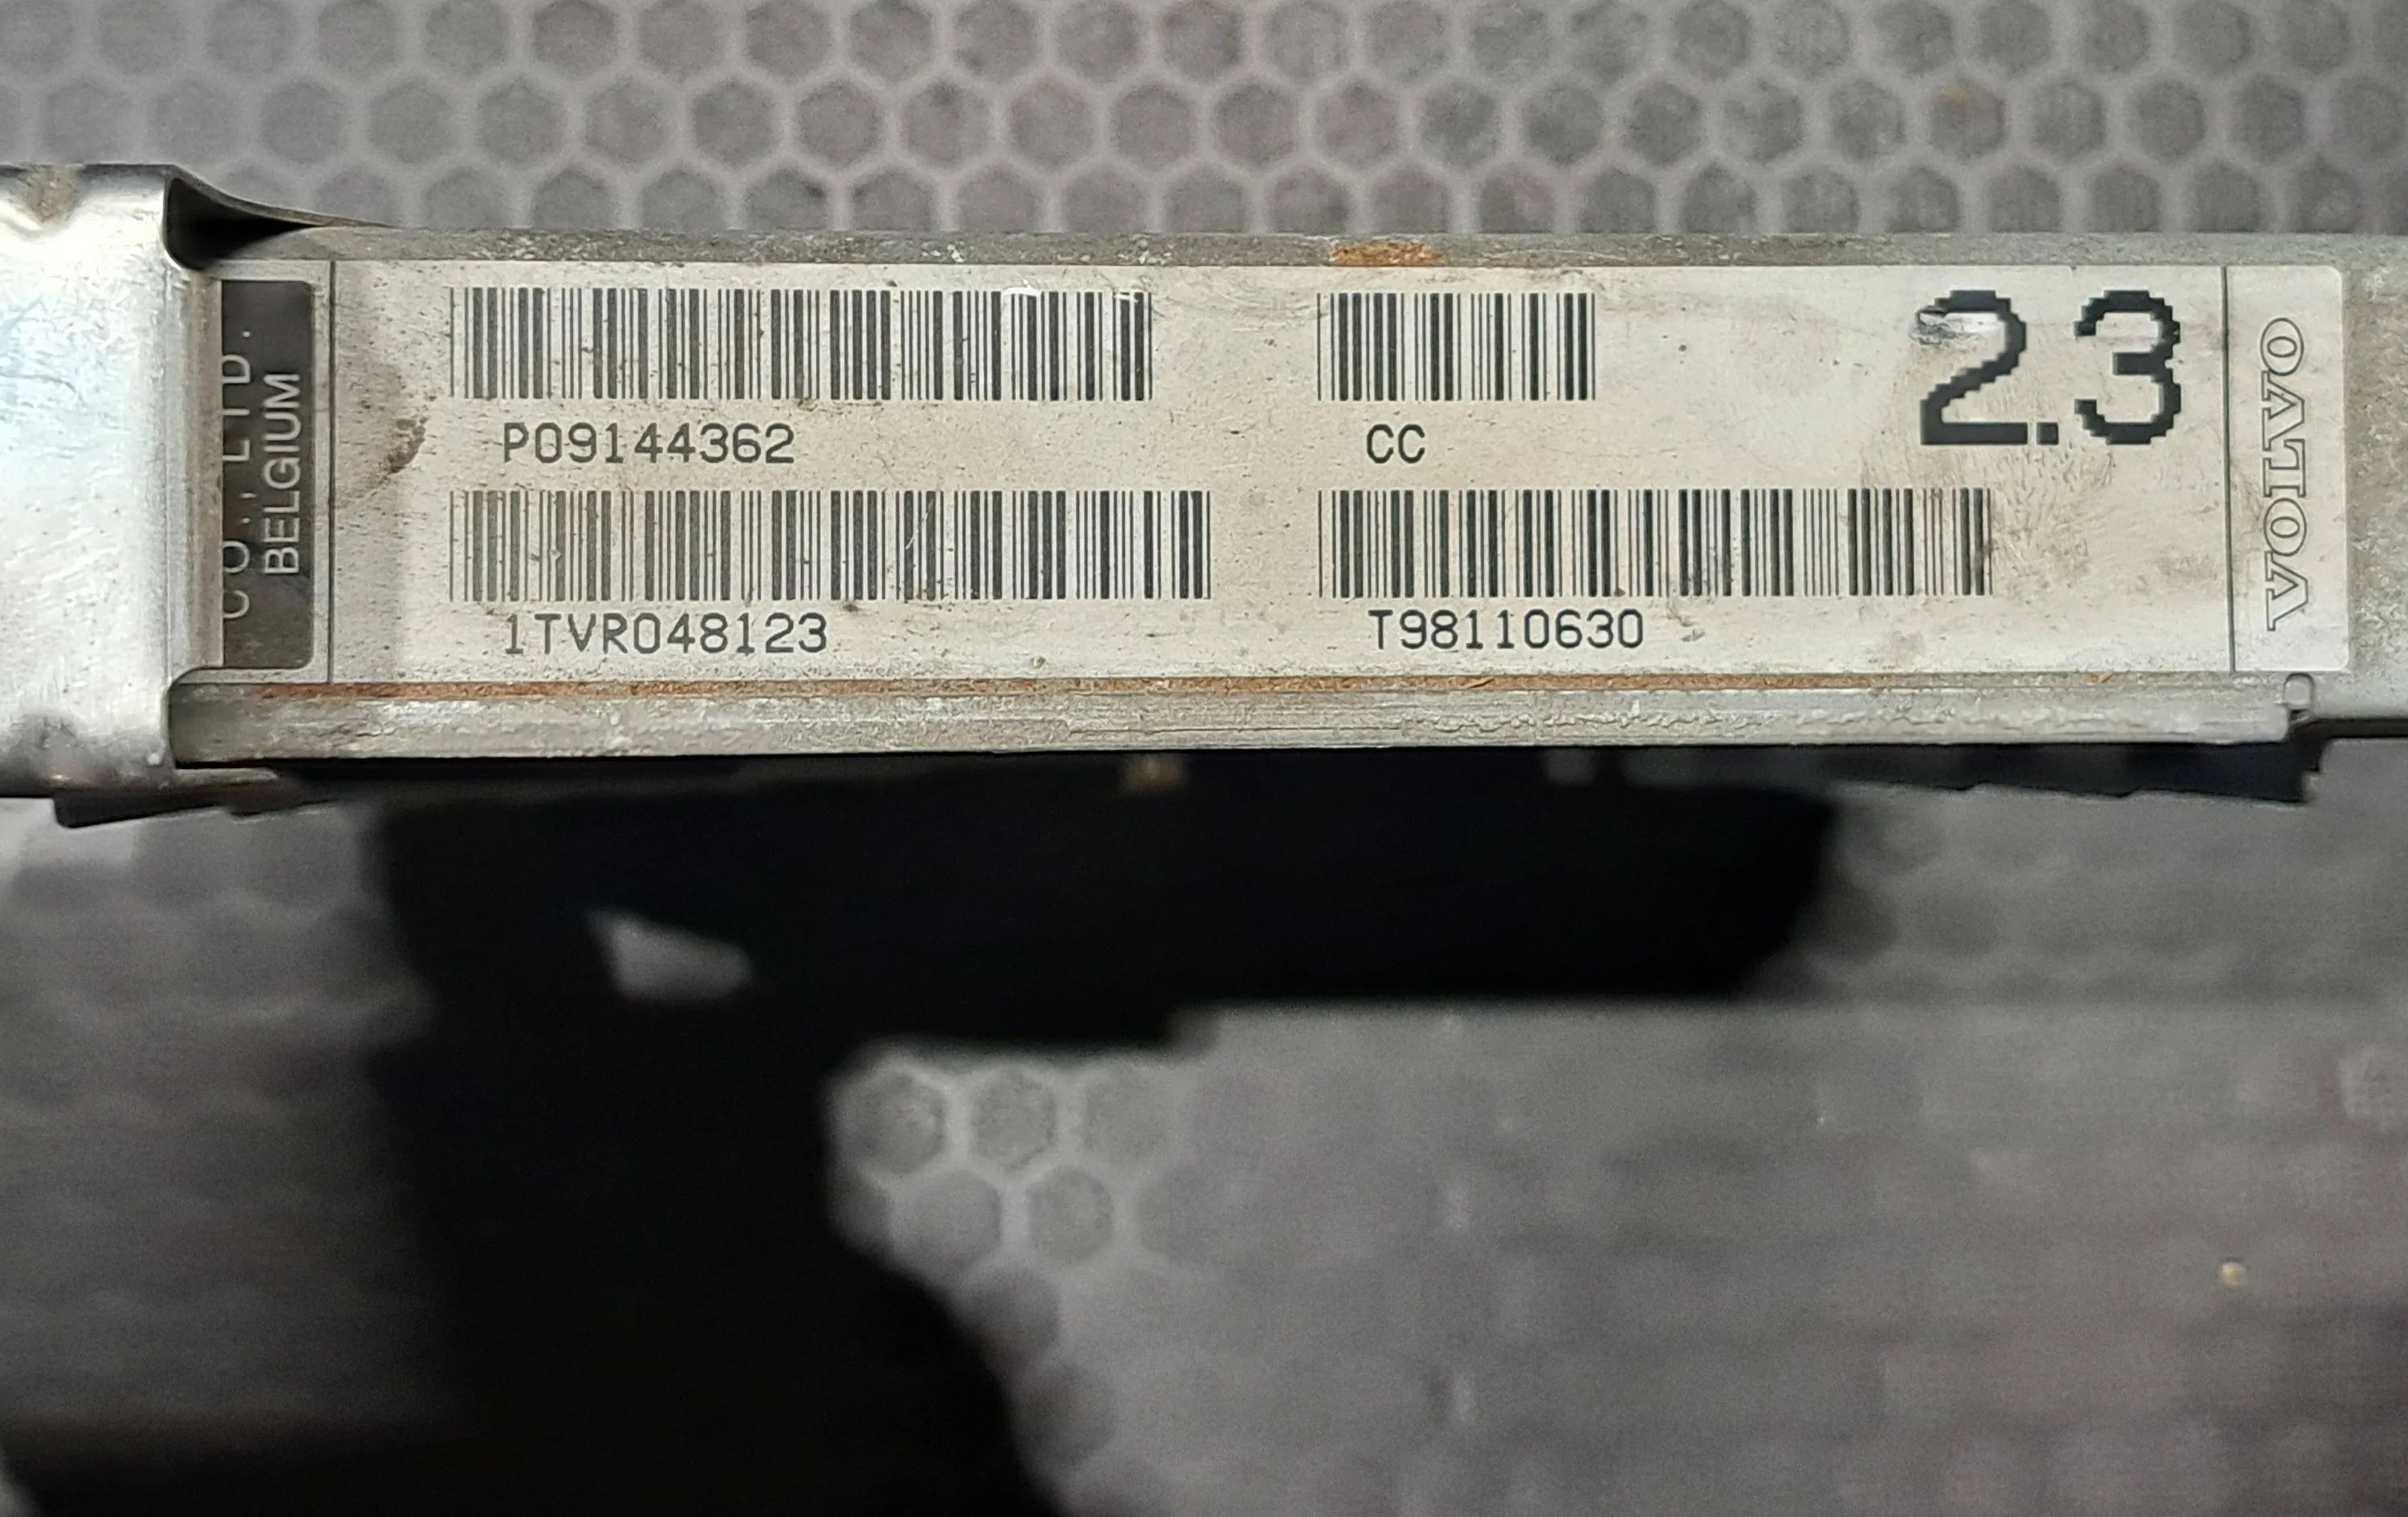 CO., LTD.
BELGIUM
P09144362
CC
2.3
1TVR048123
T98110630
VOLVO